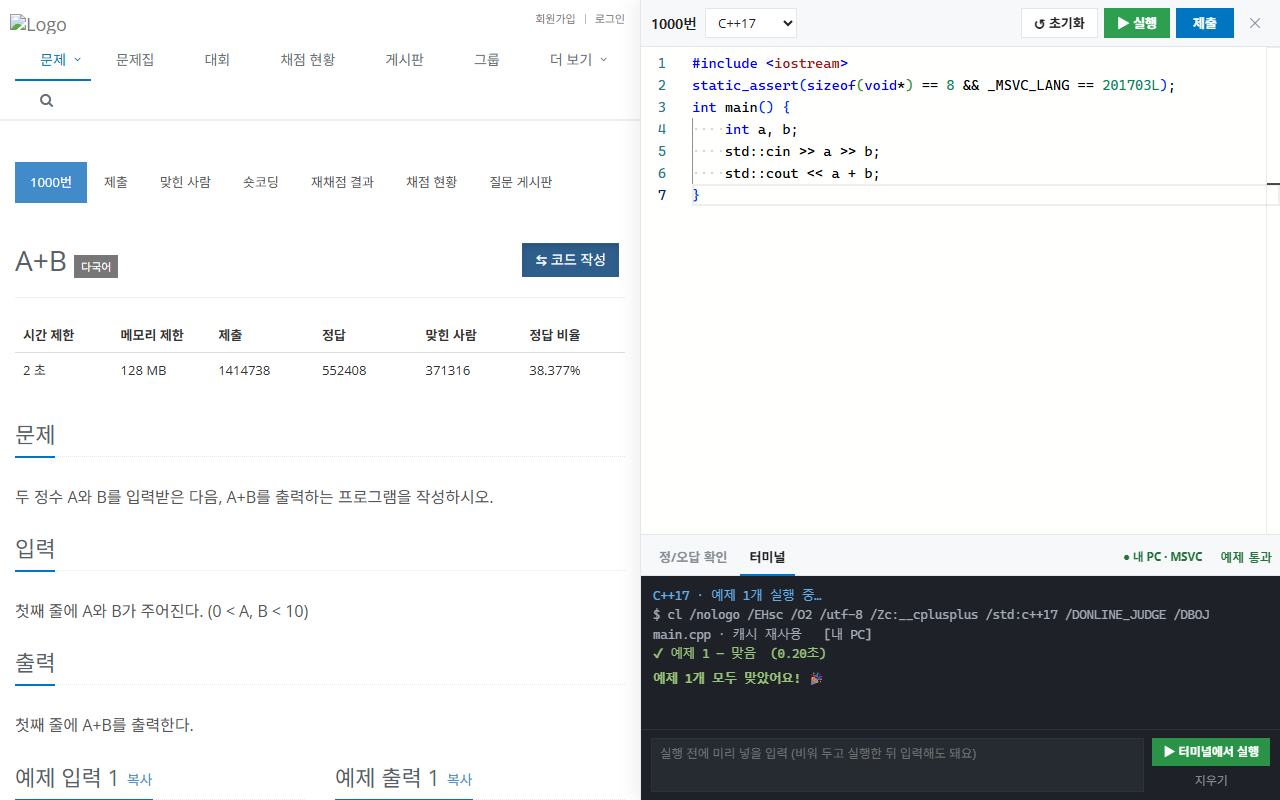 Logo
회원가입 | 로그인
문제 문제집 대회 채점 현황 게시판 그룹 더 보기
1000번 제출 맞힌 사람 숏코딩 재채점 결과 채점 현황 질문 게시판
A+B 다국어
⇆ 코드 작성
시간 제한 메모리 제한 제출 정답 맞힌 사람 정답 비율
2 초 128 MB 1414738 552408 371316 38.377%
문제
두 정수 A와 B를 입력받은 다음, A+B를 출력하는 프로그램을 작성하시오.
입력
첫째 줄에 A와 B가 주어진다. (0 < A, B < 10)
출력
첫째 줄에 A+B를 출력한다.
예제 입력 1 복사
예제 출력 1 복사
1000번 C++17 ↺ 초기화 ▶ 실행 제출 ×
1 #include <iostream>
2 static_assert(sizeof(void*) == 8 && _MSVC_LANG == 201703L);
3 int main() {
4 ····int a, b;
5 ····std::cin >> a >> b;
6 ····std::cout << a + b;
7 }
정/오답 확인 터미널 ● 내 PC · MSVC 예제 통과
C++17 · 예제 1개 실행 중…
$ cl /nologo /EHsc /O2 /utf-8 /Zc:__cplusplus /std:c++17 /DONLINE_JUDGE /DBOJ
main.cpp · 캐시 재사용 [내 PC]
✓ 예제 1 — 맞음 (0.20초)
예제 1개 모두 맞았어요! 🎉
실행 전에 미리 넣을 입력 (비워 두고 실행한 뒤 입력해도 돼요)
▶ 터미널에서 실행
지우기